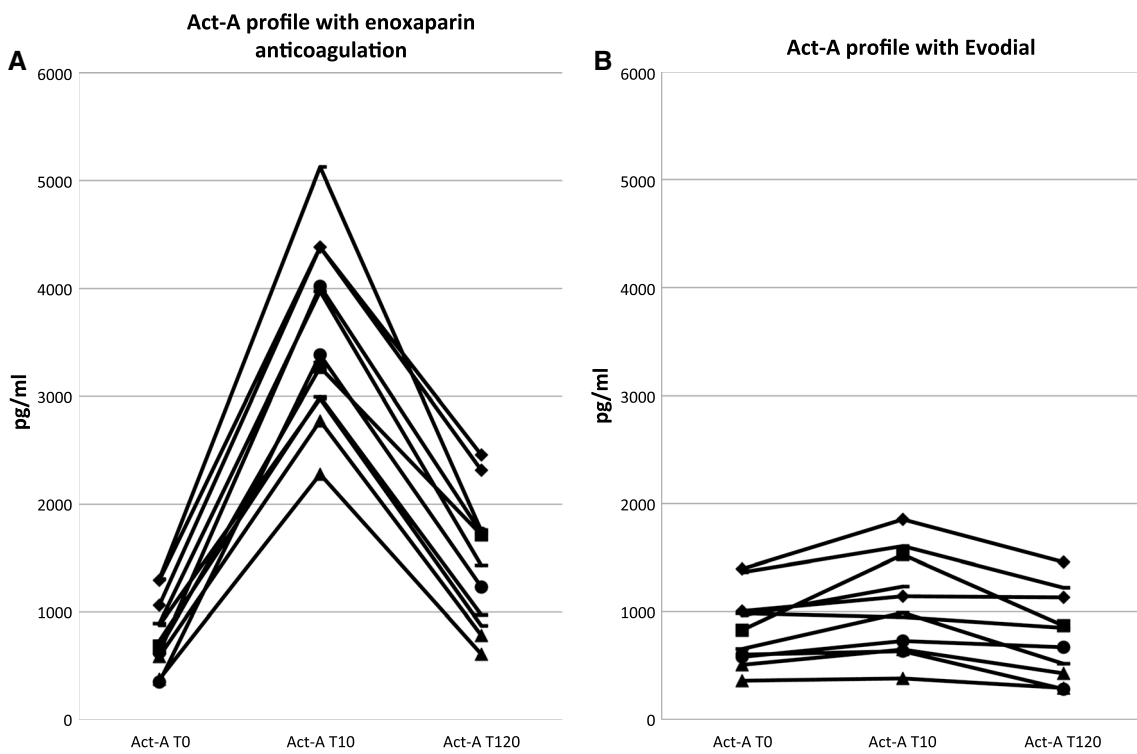 Act-A profile with enoxaparin
anticoagulation
A
6000
5000
4000
3000
2000
1000
0
pg/ml
Act-A T0
Act-A T10
Act-A T120
Act-A profile with Evodial
B
6000
5000
4000
3000
2000
1000
0
pg/ml
Act-A T0
Act-A T10
Act-A T120